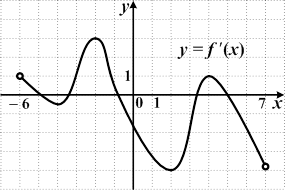 y
y = f '(x)
1
– 6 0 1 7 x